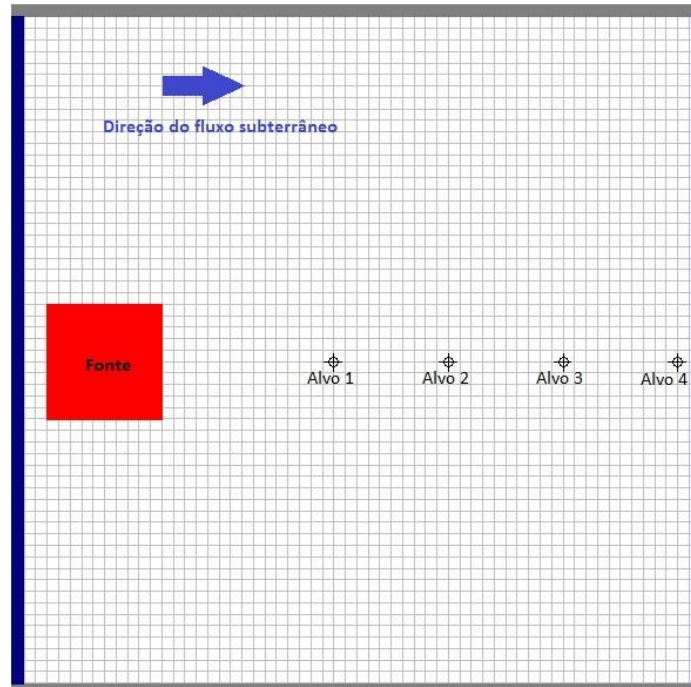 Direção do fluxo subterrâneo
Fonte
Alvo 1
Alvo 2
Alvo 3
Alvo 4